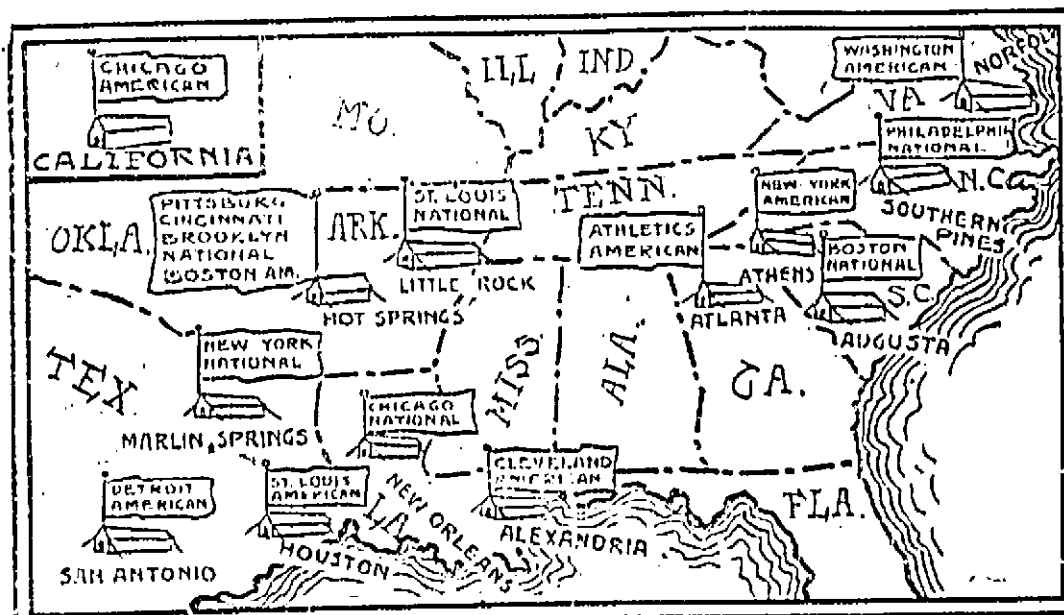 CHICAGO
AMERICAN
CALIFORNIA
MO.
ILL
IND
KY
WASHINGTON
AMERICAN
VA
NORFOLK
PHILADELPHIA
NATIONAL
N.C.
SOUTHERN
PINES
OKLA.
PITTSBURG
CINCINNATI
BROOKLYN
NATIONAL
BOSTON AM.
HOT SPRINGS
ARK.
ST. LOUIS
NATIONAL
LITTLE ROCK
TENN.
ATHLETICS
AMERICAN
ATLANTA
NEW YORK
AMERICAN
ATHENS
BOSTON
NATIONAL
S.C.
AUGUSTA
TEX
NEW YORK
NATIONAL
MARLIN SPRINGS
CHICAGO
NATIONAL
NEW ORLEANS
MISS
ALA.
GA.
DETROIT
AMERICAN
SAN ANTONIO
ST. LOUIS
AMERICAN
HOUSTON
LA.
CLEVELAND
AMERICAN
ALEXANDRIA
FLA.